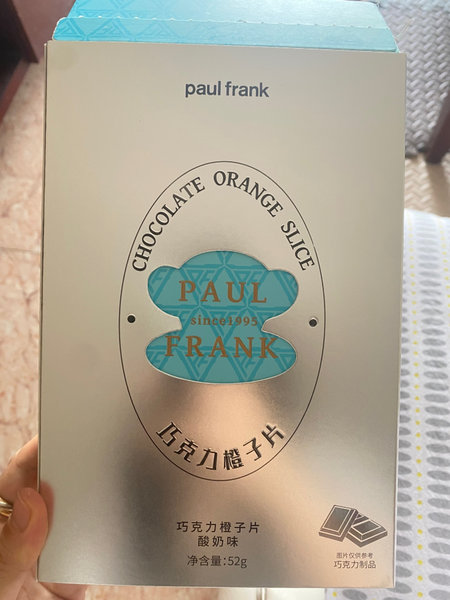 paul frank
CHOCOLATE ORANGE SLICE
PAUL
since1995
FRANK
巧克力橙子片
巧克力橙子片
酸奶味
净含量:52g
图片仅供参考
巧克力制品